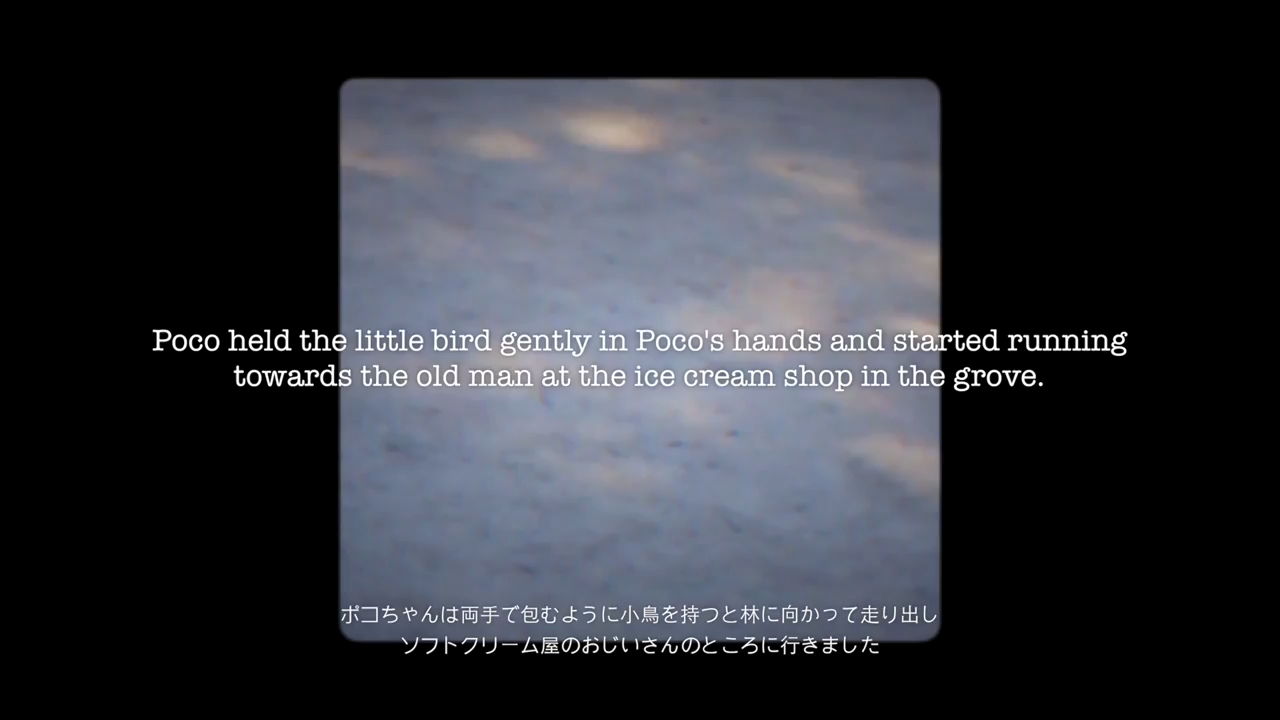 Poco held the little bird gently in Poco's hands and started running
towards the old man at the ice cream shop in the grove.
ポコちゃんは両手で包むように小鳥を持つと林に向かって走り出し
ソフトクリーム屋のおじいさんのところに行きました